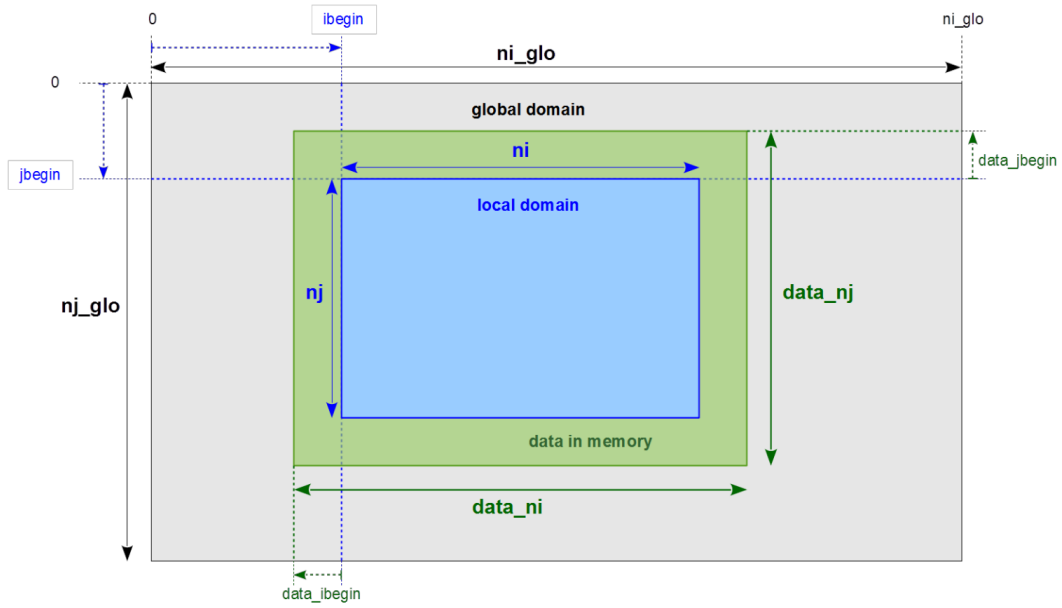 0
ibegin
ni_glo
ni_glo
0
global domain
ni
data_jbegin
jbegin
local domain
nj
data_nj
nj_glo
data in memory
data_ni
data_ibegin